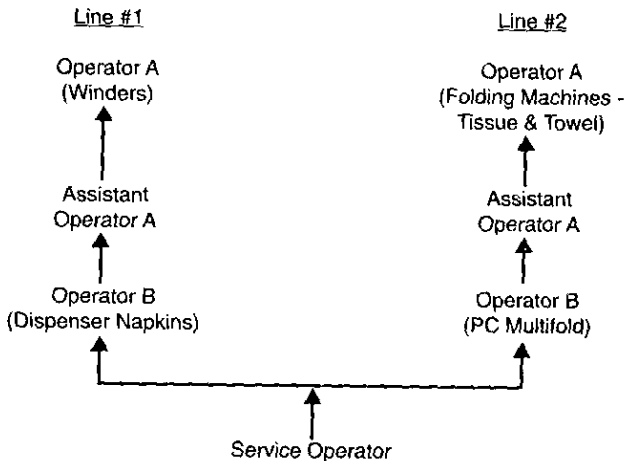 Line #1
Operator A
(Winders)
Assistant
Operator A
Operator B
(Dispenser Napkins)
Line #2
Operator A
(Folding Machines -
Tissue & Towel)
Assistant
Operator A
Operator B
(PC Multifold)
Service Operator